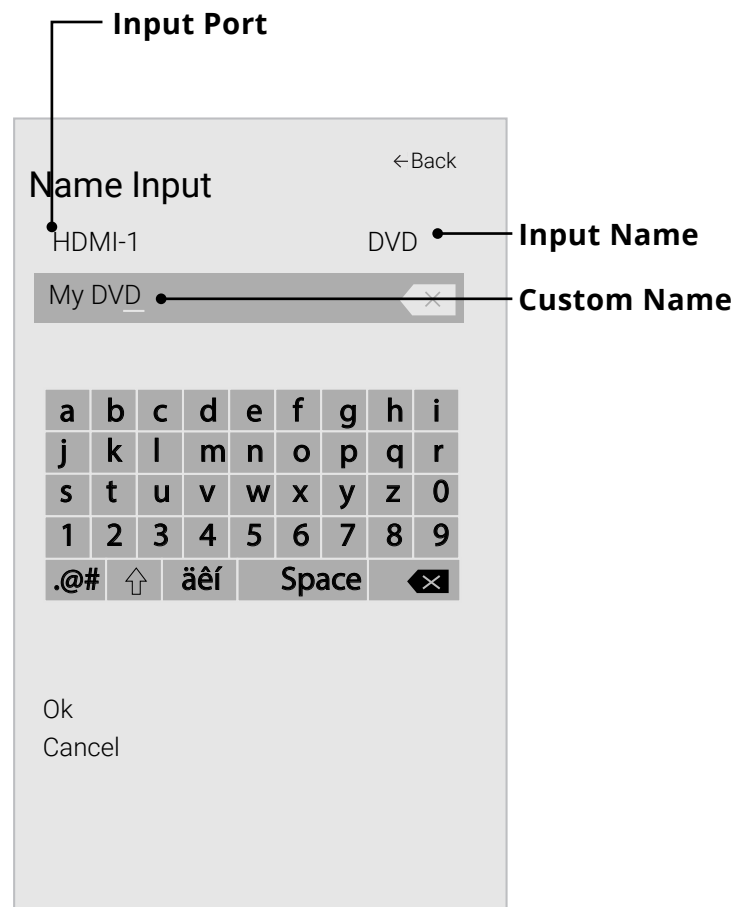 Input Port
←Back
Name Input
HDMI-1 DVD Input Name
My DVD Custom Name
a b c d e f g h i
j k l m n o p q r
s t u v w x y z 0
1 2 3 4 5 6 7 8 9
.@# äêí Space
Ok
Cancel